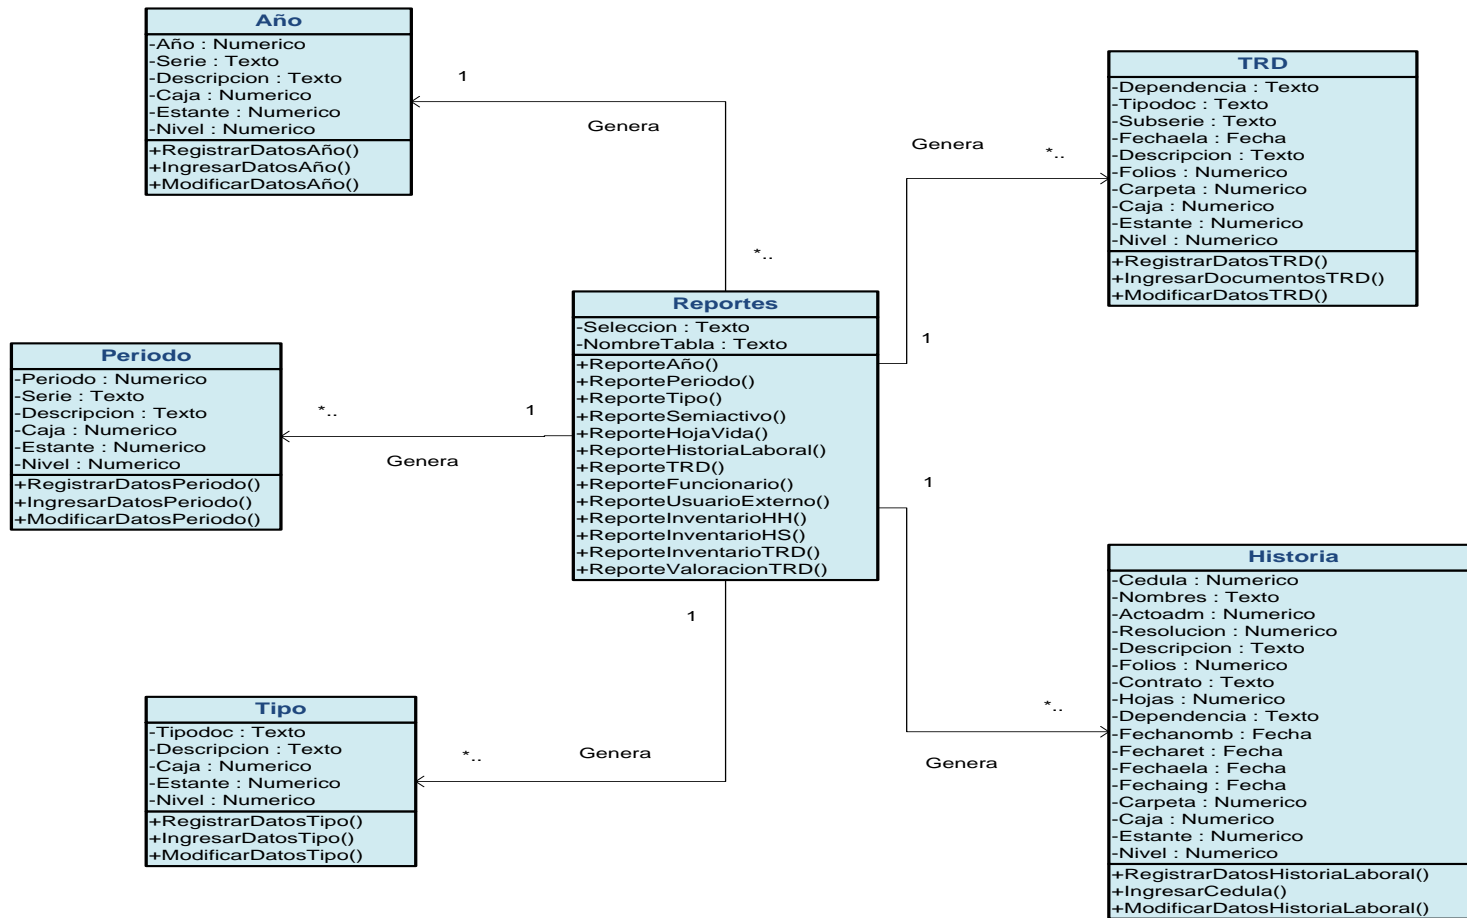 Año
-Año : Numerico
-Serie : Texto
-Descripcion : Texto
-Caja : Numerico
-Estante : Numerico
-Nivel : Numerico
+RegistrarDatosAño()
+IngresarDatosAño()
+ModificarDatosAño()
1
Genera
*..
TRD
-Dependencia : Texto
-Tipodoc : Texto
-Subserie : Texto
-Fechaela : Fecha
-Descripcion : Texto
-Folios : Numerico
-Carpeta : Numerico
-Caja : Numerico
-Estante : Numerico
-Nivel : Numerico
+RegistrarDatosTRD()
+IngresarDocumentosTRD()
+ModificarDatosTRD()
Genera
*..
1
Reportes
-Seleccion : Texto
-NombreTabla : Texto
+ReporteAño()
+ReportePeriodo()
+ReporteTipo()
+ReporteSemiactivo()
+ReporteHojaVida()
+ReporteHistoriaLaboral()
+ReporteTRD()
+ReporteFuncionario()
+ReporteUsuarioExterno()
+ReporteInventarioHH()
+ReporteInventarioHS()
+ReporteInventarioTRD()
+ReporteValoracionTRD()
Periodo
-Periodo : Numerico
-Serie : Texto
-Descripcion : Texto
-Caja : Numerico
-Estante : Numerico
-Nivel : Numerico
+RegistrarDatosPeriodo()
+IngresarDatosPeriodo()
+ModificarDatosPeriodo()
*..
1
Genera
1
Historia
-Cedula : Numerico
-Nombres : Texto
-Actoadm : Numerico
-Resolucion : Numerico
-Descripcion : Texto
-Folios : Numerico
-Contrato : Texto
-Hojas : Numerico
-Dependencia : Texto
-Fechanomb : Fecha
-Fecharet : Fecha
-Fechaela : Fecha
-Fechaing : Fecha
-Carpeta : Numerico
-Caja : Numerico
-Estante : Numerico
-Nivel : Numerico
+RegistrarDatosHistoriaLaboral()
+IngresarCedula()
+ModificarDatosHistoriaLaboral()
*..
Genera
1
Tipo
-Tipodoc : Texto
-Descripcion : Texto
-Caja : Numerico
-Estante : Numerico
-Nivel : Numerico
+RegistrarDatosTipo()
+IngresarDatosTipo()
+ModificarDatosTipo()
*..
Genera